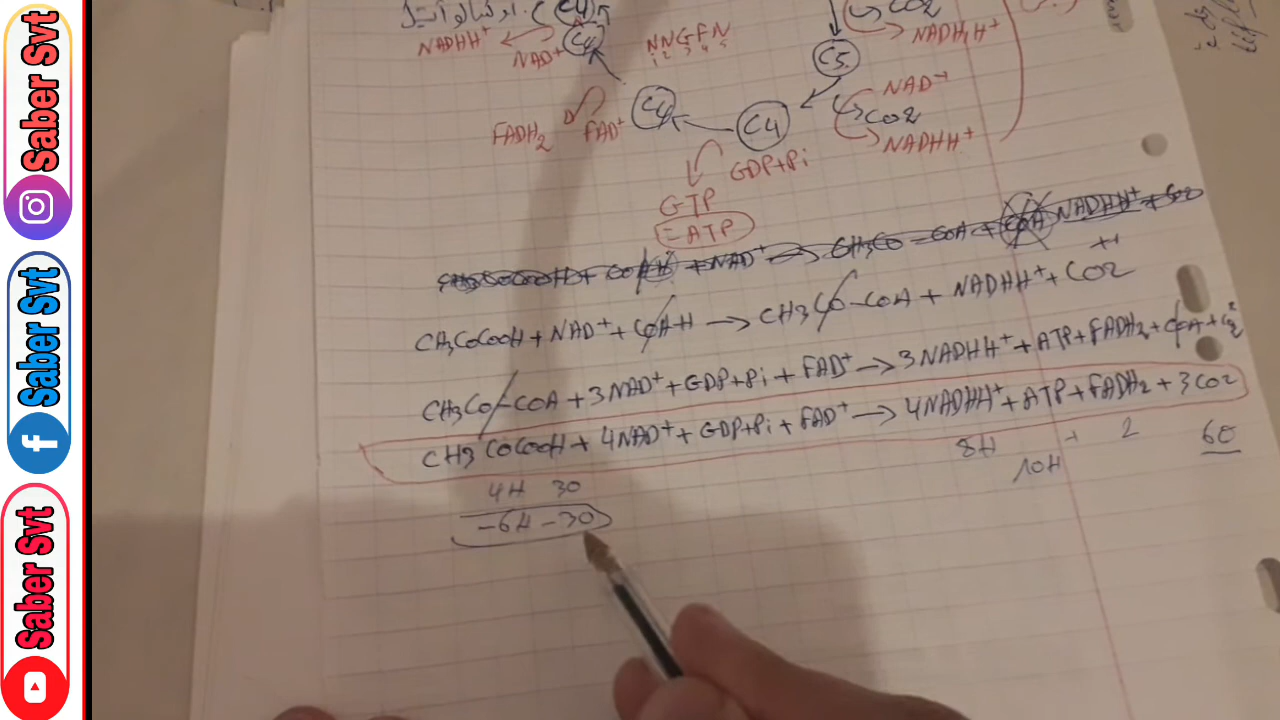 Saber Svt
Saber Svt
Saber Svt
C4
CO2
NADHH+
NAD+
C4
NNGFN
1 2 3 4 5
NADH,H+
C5
NAD+
CO2
NADHH+
C4
C4
FADH2
FAD+
GDP+Pi
GTP
=ATP
CH3COCOOH + NAD+ + COA-H → CH3CO-COA + NADHH+ + CO2
CH3CO-COA + 3NAD+ + GDP+Pi + FAD+ → 3NADHH+ + ATP + FADH2 + COA + CO2
CH3COCOOH + 4NAD+ + GDP+Pi + FAD+ → 4NADHH+ + ATP + FADH2 + 3CO2
8H + 2 6O
10H
4H 3O
-6H -3O